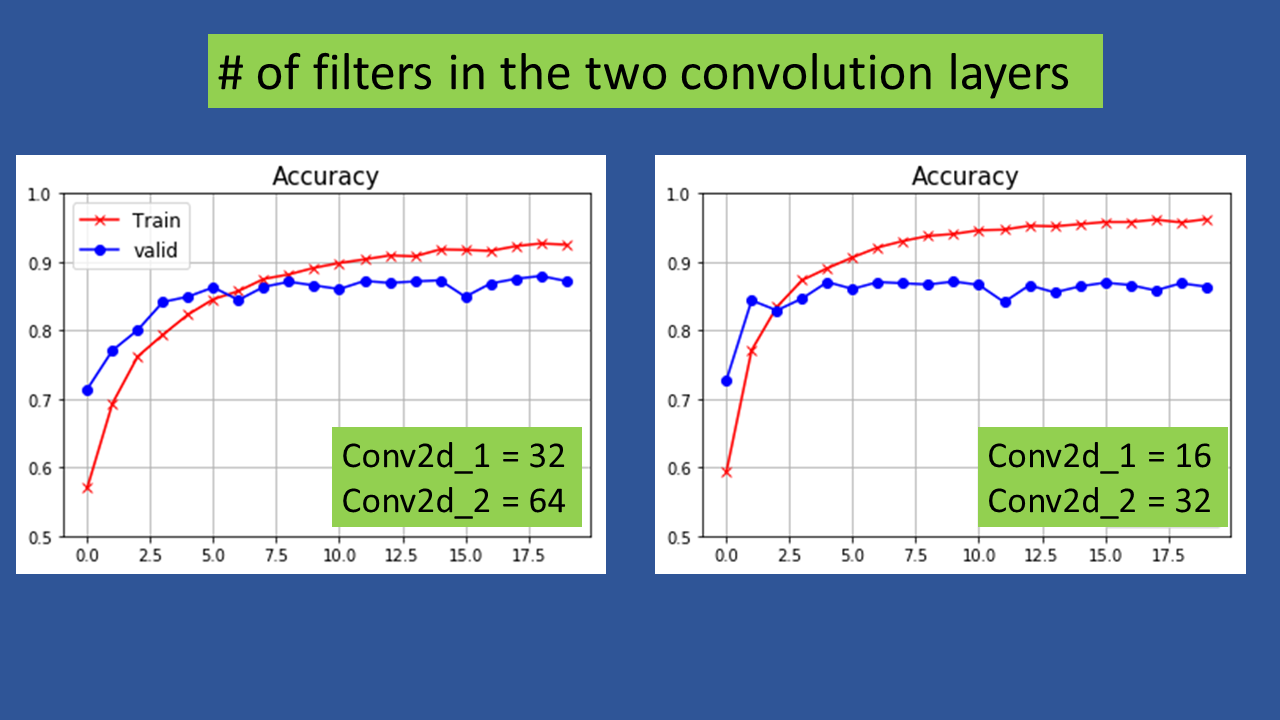 # of filters in the two convolution layers
Accuracy
1.0
0.9
0.8
0.7
0.6
0.5
0.0 2.5 5.0 7.5 10.0 12.5 15.0 17.5
Train
valid
Conv2d_1 = 32
Conv2d_2 = 64
Accuracy
1.0
0.9
0.8
0.7
0.6
0.5
0.0 2.5 5.0 7.5 10.0 12.5 15.0 17.5
Conv2d_1 = 16
Conv2d_2 = 32